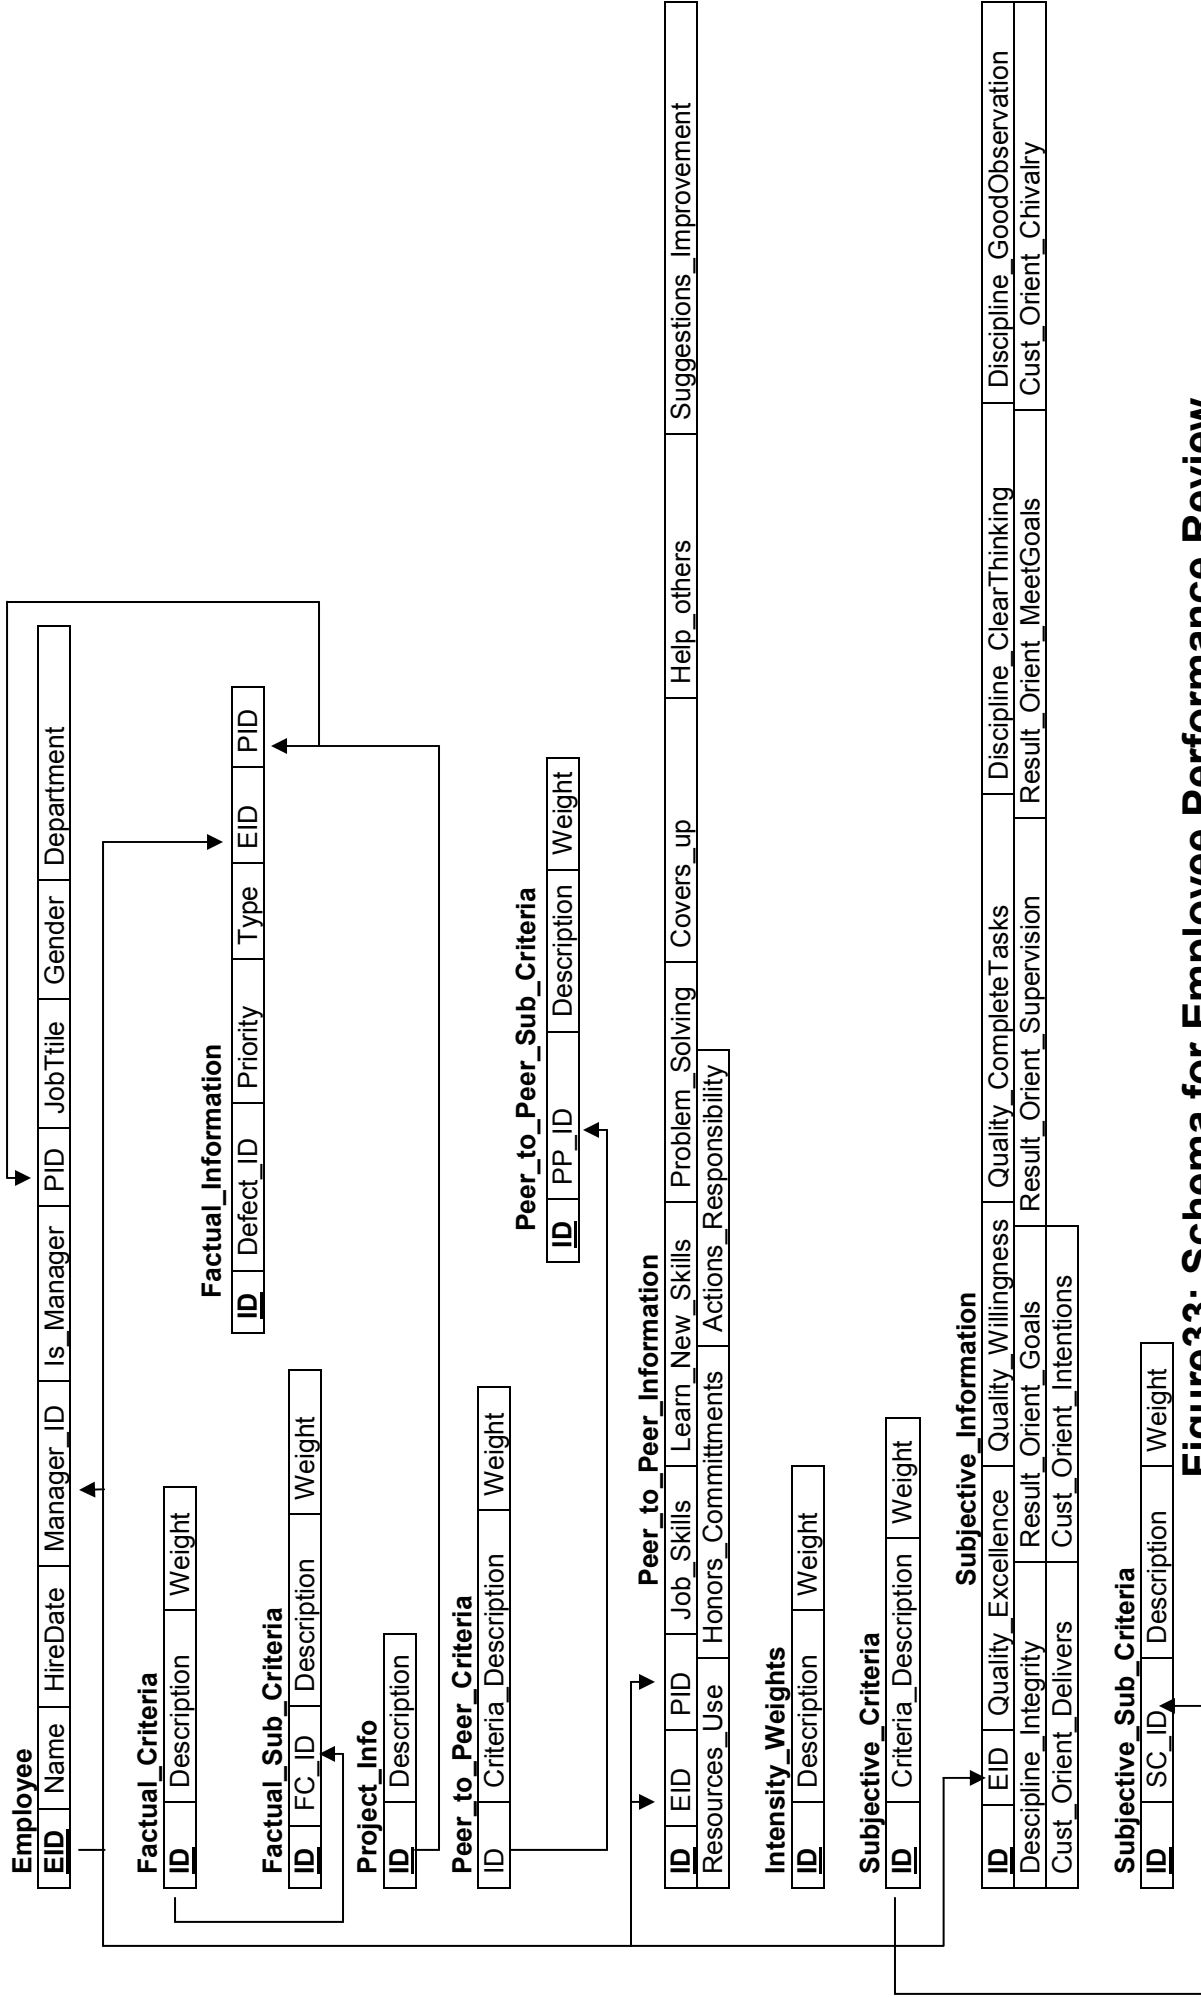 Employee
EID Name HireDate Manager_ID Is_Manager PID JobTtile Gender Department
Factual_Criteria
ID Description Weight
Factual_Information
ID Defect_ID Priority Type EID PID
Factual_Sub_Criteria
ID FC_ID Description Weight
Project_Info
ID Description
Peer_to_Peer_Criteria
ID Criteria_Description Weight
Peer_to_Peer_Sub_Criteria
ID PP_ID Description Weight
Peer_to_Peer_Information
ID EID PID Job_Skills Learn_New_Skills Problem_Solving Covers_up Help_others Suggestions_Improvement
Resources_Use Honors_Committments Actions_Responsibility
Intensity_Weights
ID Description Weight
Subjective_Criteria
ID Criteria_Description Weight
Subjective_Information
ID EID Quality_Excellence Quality_Willingness Quality_CompleteTasks Discipline_ClearThinking Discipline_GoodObservation
Descipline_Integrity Result_Orient_Goals Result_Orient_Supervision Result_Orient_MeetGoals Cust_Orient_Chivalry
Cust_Orient_Delivers Cust_Orient_Intentions
Subjective_Sub_Criteria
ID SC_ID Description Weight
Figure33: Schema for Employee Performance Review